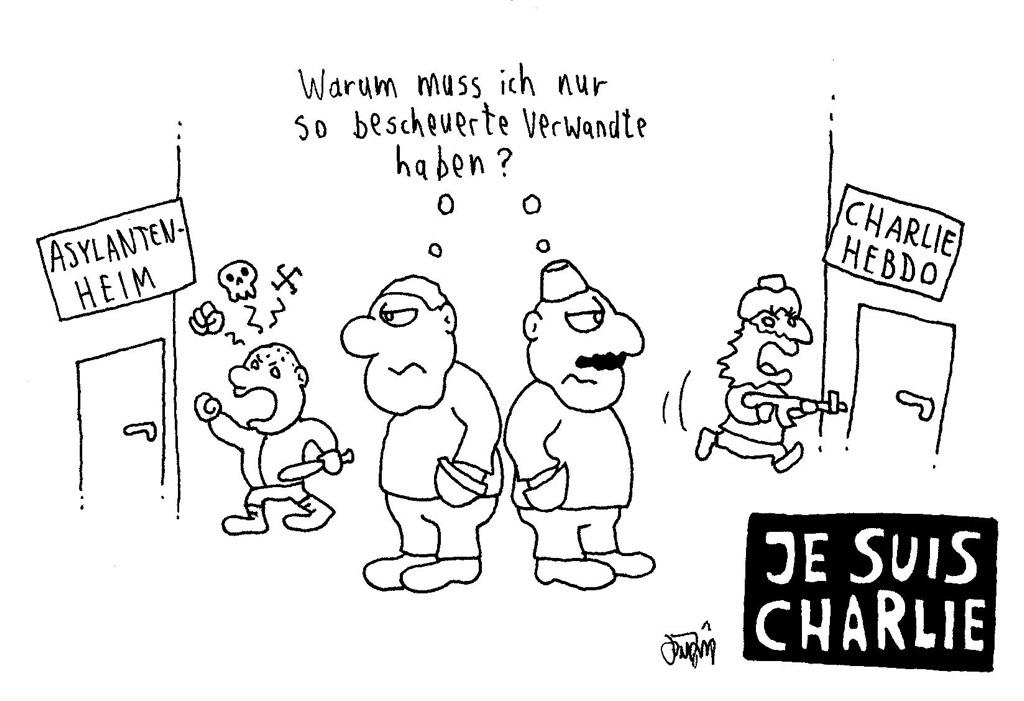 Warum muss ich nur
so bescheuerte Verwandte
haben?
ASYLANTEN-
HEIM
CHARLIE
HEBDO
JE SUIS
CHARLIE